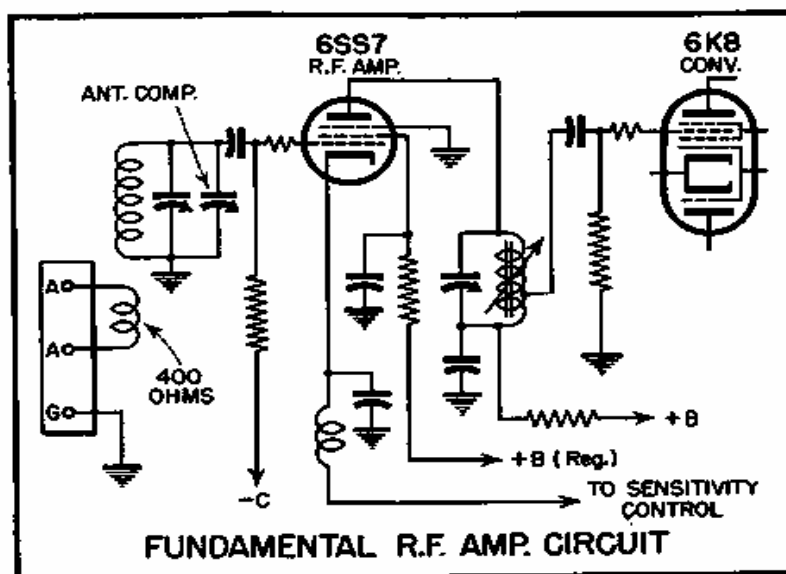 6SS7
R.F. AMP.
6K8
CONV.
ANT. COMP.
A
A
G
400
OHMS
-C
+B
+B (Reg.)
TO SENSITIVITY
CONTROL
FUNDAMENTAL R.F. AMP. CIRCUIT